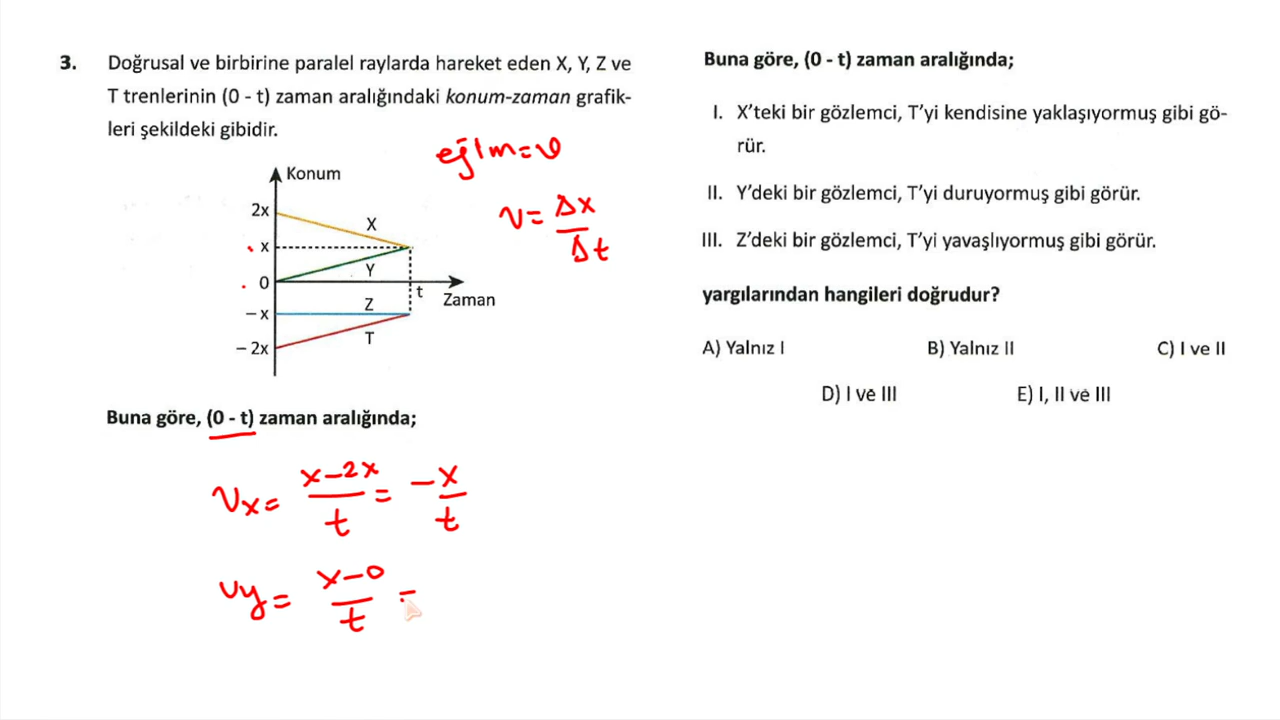 3. Doğrusal ve birbirine paralel raylarda hareket eden X, Y, Z ve
T trenlerinin (0 - t) zaman aralığındaki konum-zaman grafik-
leri şekildeki gibidir.
eğim=v
v= Δx
Δt
Konum
2x
x
0
-x
- 2x
X
Y
Z
T
t
Zaman
Buna göre, (0 - t) zaman aralığında;
Vx= x-2x = -x
t t
Vy= x-0 =
t
Buna göre, (0 - t) zaman aralığında;
I. X'teki bir gözlemci, T'yi kendisine yaklaşıyormuş gibi gö-
rür.
II. Y'deki bir gözlemci, T'yi duruyormuş gibi görür.
III. Z'deki bir gözlemci, T'yi yavaşlıyormuş gibi görür.
yargılarından hangileri doğrudur?
A) Yalnız I B) Yalnız II C) I ve II
D) I ve III E) I, II ve III